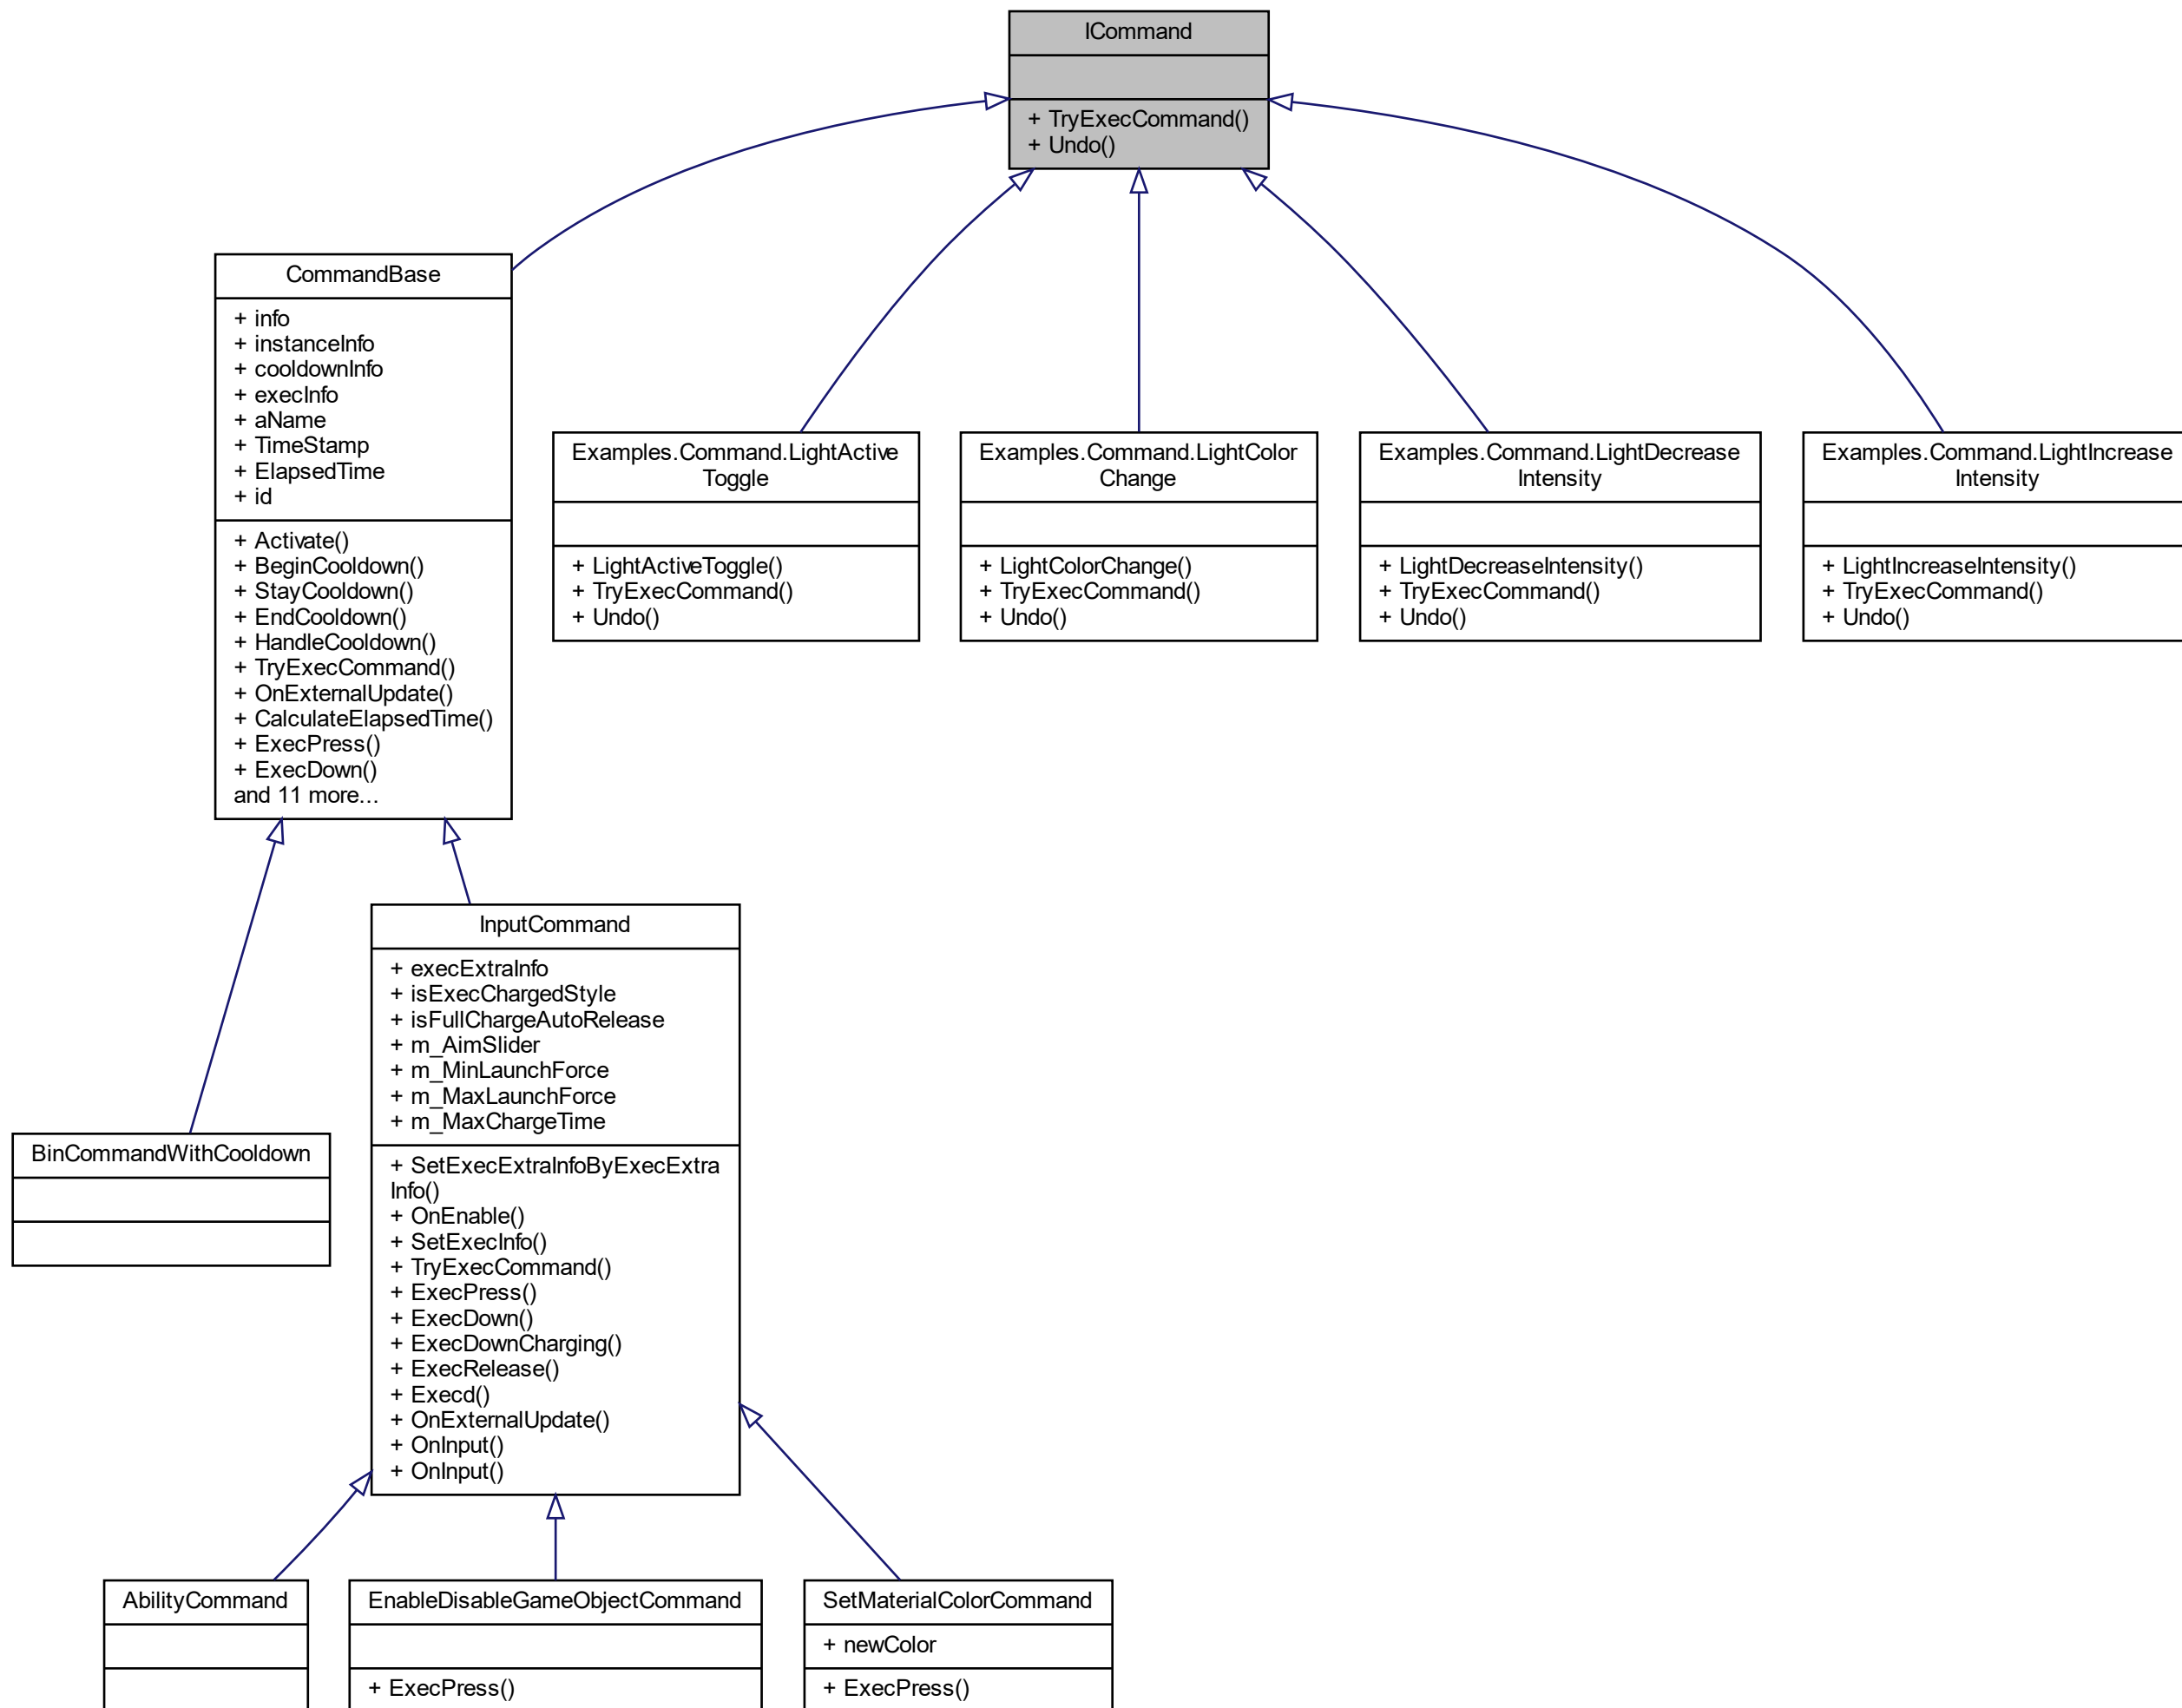 ICommand
+ TryExecCommand()
+ Undo()
CommandBase
+ info
+ instanceInfo
+ cooldownInfo
+ execInfo
+ aName
+ TimeStamp
+ ElapsedTime
+ id
+ Activate()
+ BeginCooldown()
+ StayCooldown()
+ EndCooldown()
+ HandleCooldown()
+ TryExecCommand()
+ OnExternalUpdate()
+ CalculateElapsedTime()
+ ExecPress()
+ ExecDown()
and 11 more...
Examples.Command.LightActive
Toggle
+ LightActiveToggle()
+ TryExecCommand()
+ Undo()
Examples.Command.LightColor
Change
+ LightColorChange()
+ TryExecCommand()
+ Undo()
Examples.Command.LightDecrease
Intensity
+ LightDecreaseIntensity()
+ TryExecCommand()
+ Undo()
Examples.Command.LightIncrease
Intensity
+ LightIncreaseIntensity()
+ TryExecCommand()
+ Undo()
InputCommand
+ execExtraInfo
+ isExecChargedStyle
+ isFullChargeAutoRelease
+ m_AimSlider
+ m_MinLaunchForce
+ m_MaxLaunchForce
+ m_MaxChargeTime
+ SetExecExtraInfoByExecExtra
Info()
+ OnEnable()
+ SetExecInfo()
+ TryExecCommand()
+ ExecPress()
+ ExecDown()
+ ExecDownCharging()
+ ExecRelease()
+ Execd()
+ OnExternalUpdate()
+ OnInput()
+ OnInput()
BinCommandWithCooldown
AbilityCommand
EnableDisableGameObjectCommand
+ ExecPress()
SetMaterialColorCommand
+ newColor
+ ExecPress()